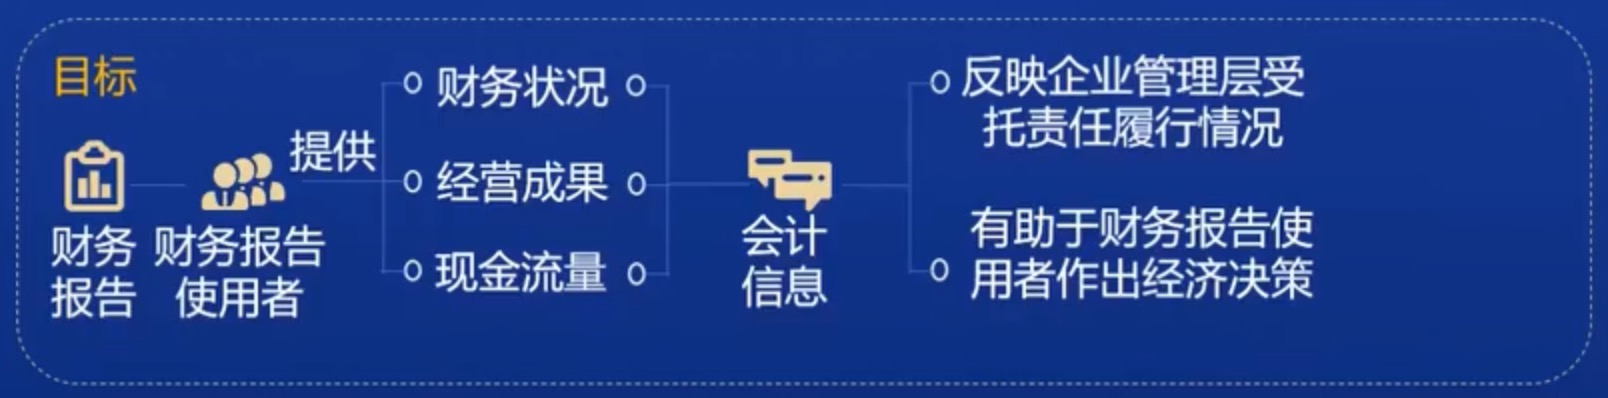 目标
财务
报告
财务报告
使用者
提供
财务状况
经营成果
现金流量
会计
信息
反映企业管理层受
托责任履行情况
有助于财务报告使
用者作出经济决策